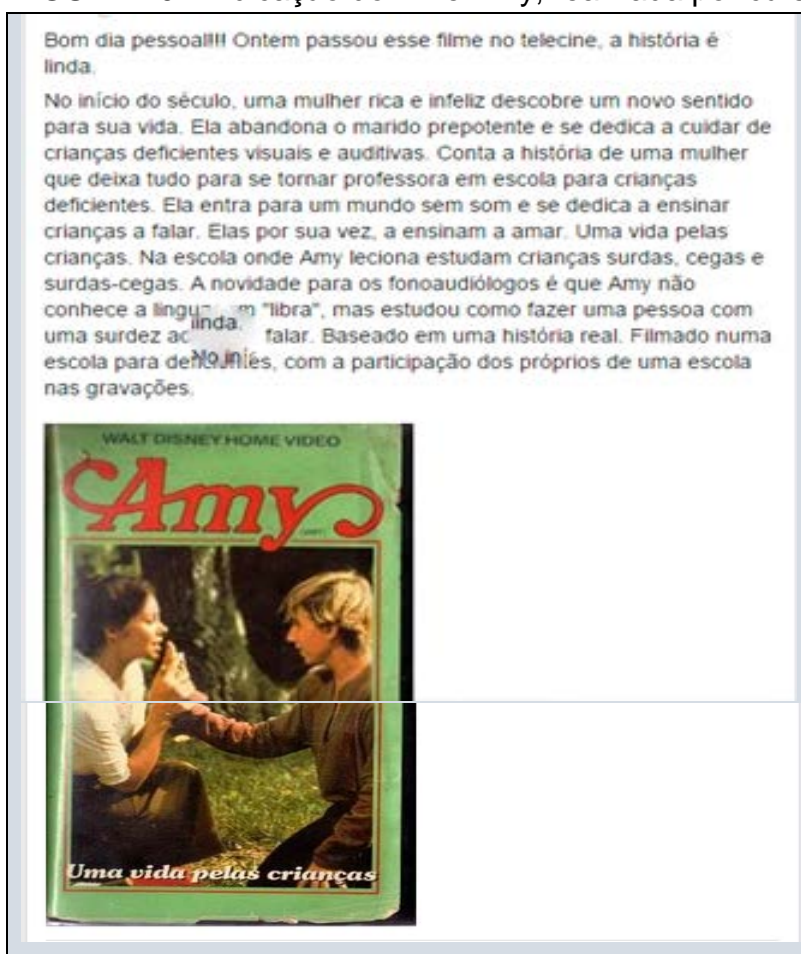 Bom dia pessoal!!!! Ontem passou esse filme no telecine, a história é
linda.
No início do século, uma mulher rica e infeliz descobre um novo sentido
para sua vida. Ela abandona o marido prepotente e se dedica a cuidar de
crianças deficientes visuais e auditivas. Conta a história de uma mulher
que deixa tudo para se tornar professora em escola para crianças
deficientes. Ela entra para um mundo sem som e se dedica a ensinar
crianças a falar. Elas por sua vez, a ensinam a amar. Uma vida pelas
crianças. Na escola onde Amy leciona estudam crianças surdas, cegas e
surdas-cegas. A novidade para os fonoaudiólogos é que Amy não
conhece a "libra", mas estudou como fazer uma pessoa com
linda.
uma surdez falar. Baseado em uma história real. Filmado numa
escola para com a participação dos próprios de uma escola
nas gravações.
WALT DISNEY HOME VIDEO
Amy
Uma vida pelas crianças